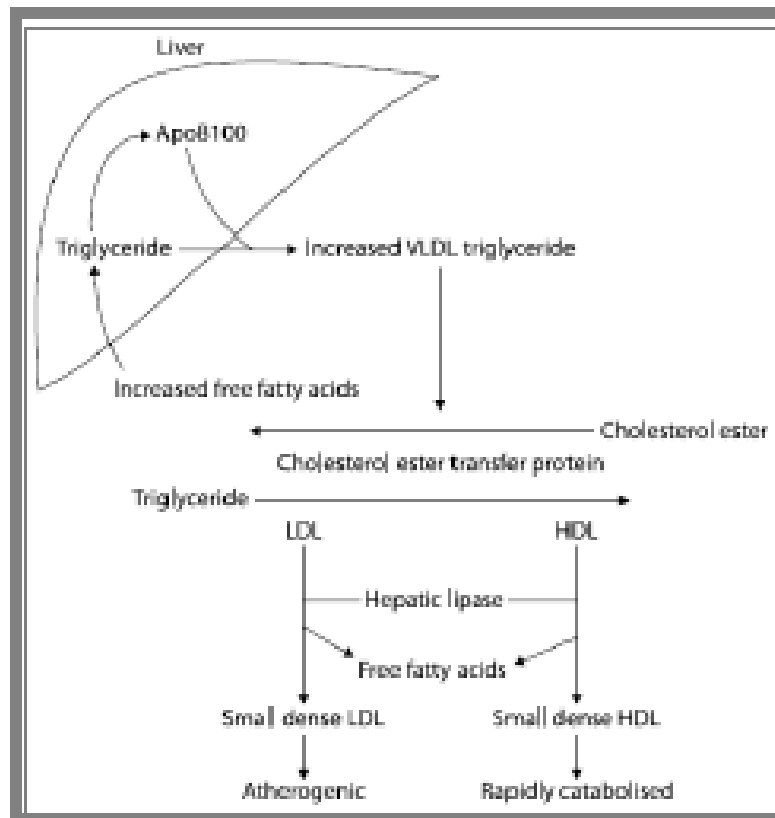 Liver
ApoB100
Triglyceride
Increased VLDL triglyceride
Increased free fatty acids
Cholesterol ester
Cholesterol ester transfer protein
Triglyceride
LDL
HDL
Hepatic lipase
Free fatty acids
Small dense LDL
Small dense HDL
Atherogenic
Rapidly catabolised